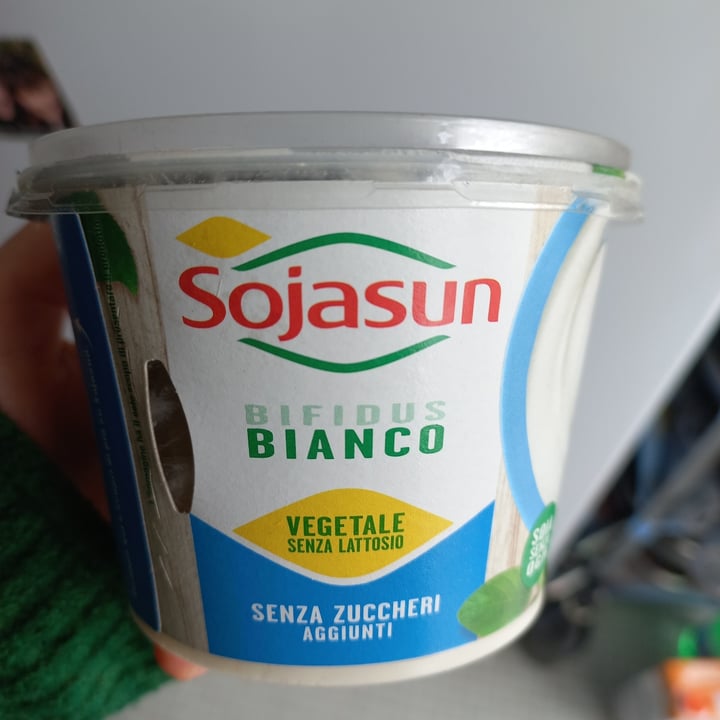 Sojasun
BIFIDUS
BIANCO
VEGETALE
SENZA LATTOSIO
SENZA ZUCCHERI
AGGIUNTI